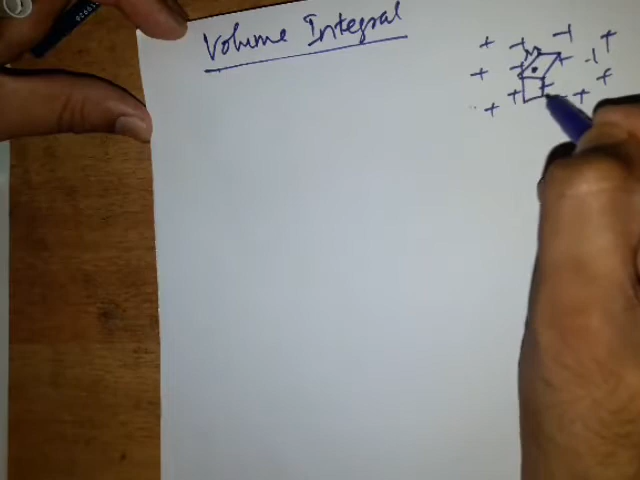 Volume Integral
+ + + +
+ + + + +
+ + + +
+